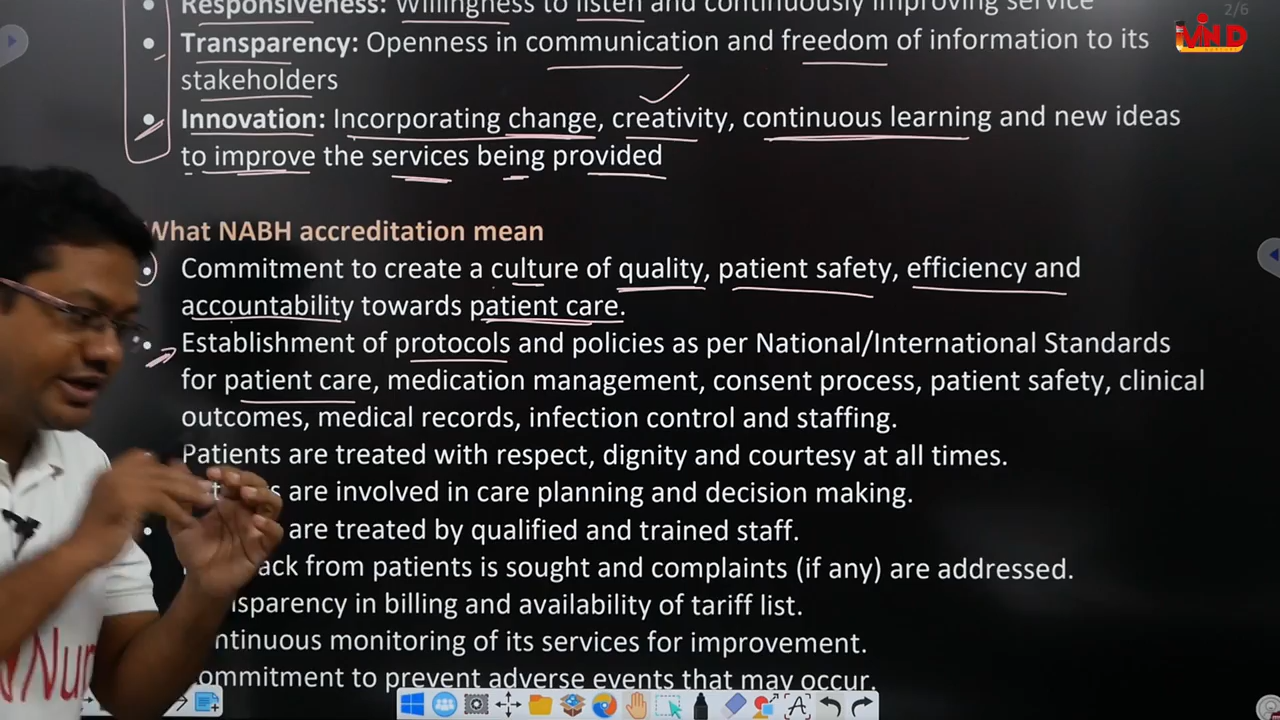 Responsiveness: Willingness to listen and continuously improving service
2/6
• Transparency: Openness in communication and freedom of information to its
stakeholders
• Innovation: Incorporating change, creativity, continuous learning and new ideas
to improve the services being provided
What NABH accreditation mean
• Commitment to create a culture of quality, patient safety, efficiency and
accountability towards patient care.
• Establishment of protocols and policies as per National/International Standards
for patient care, medication management, consent process, patient safety, clinical
outcomes, medical records, infection control and staffing.
Patients are treated with respect, dignity and courtesy at all times.
are involved in care planning and decision making.
• are treated by qualified and trained staff.
from patients is sought and complaints (if any) are addressed.
in billing and availability of tariff list.
monitoring of its services for improvement.
to prevent adverse events that may occur.